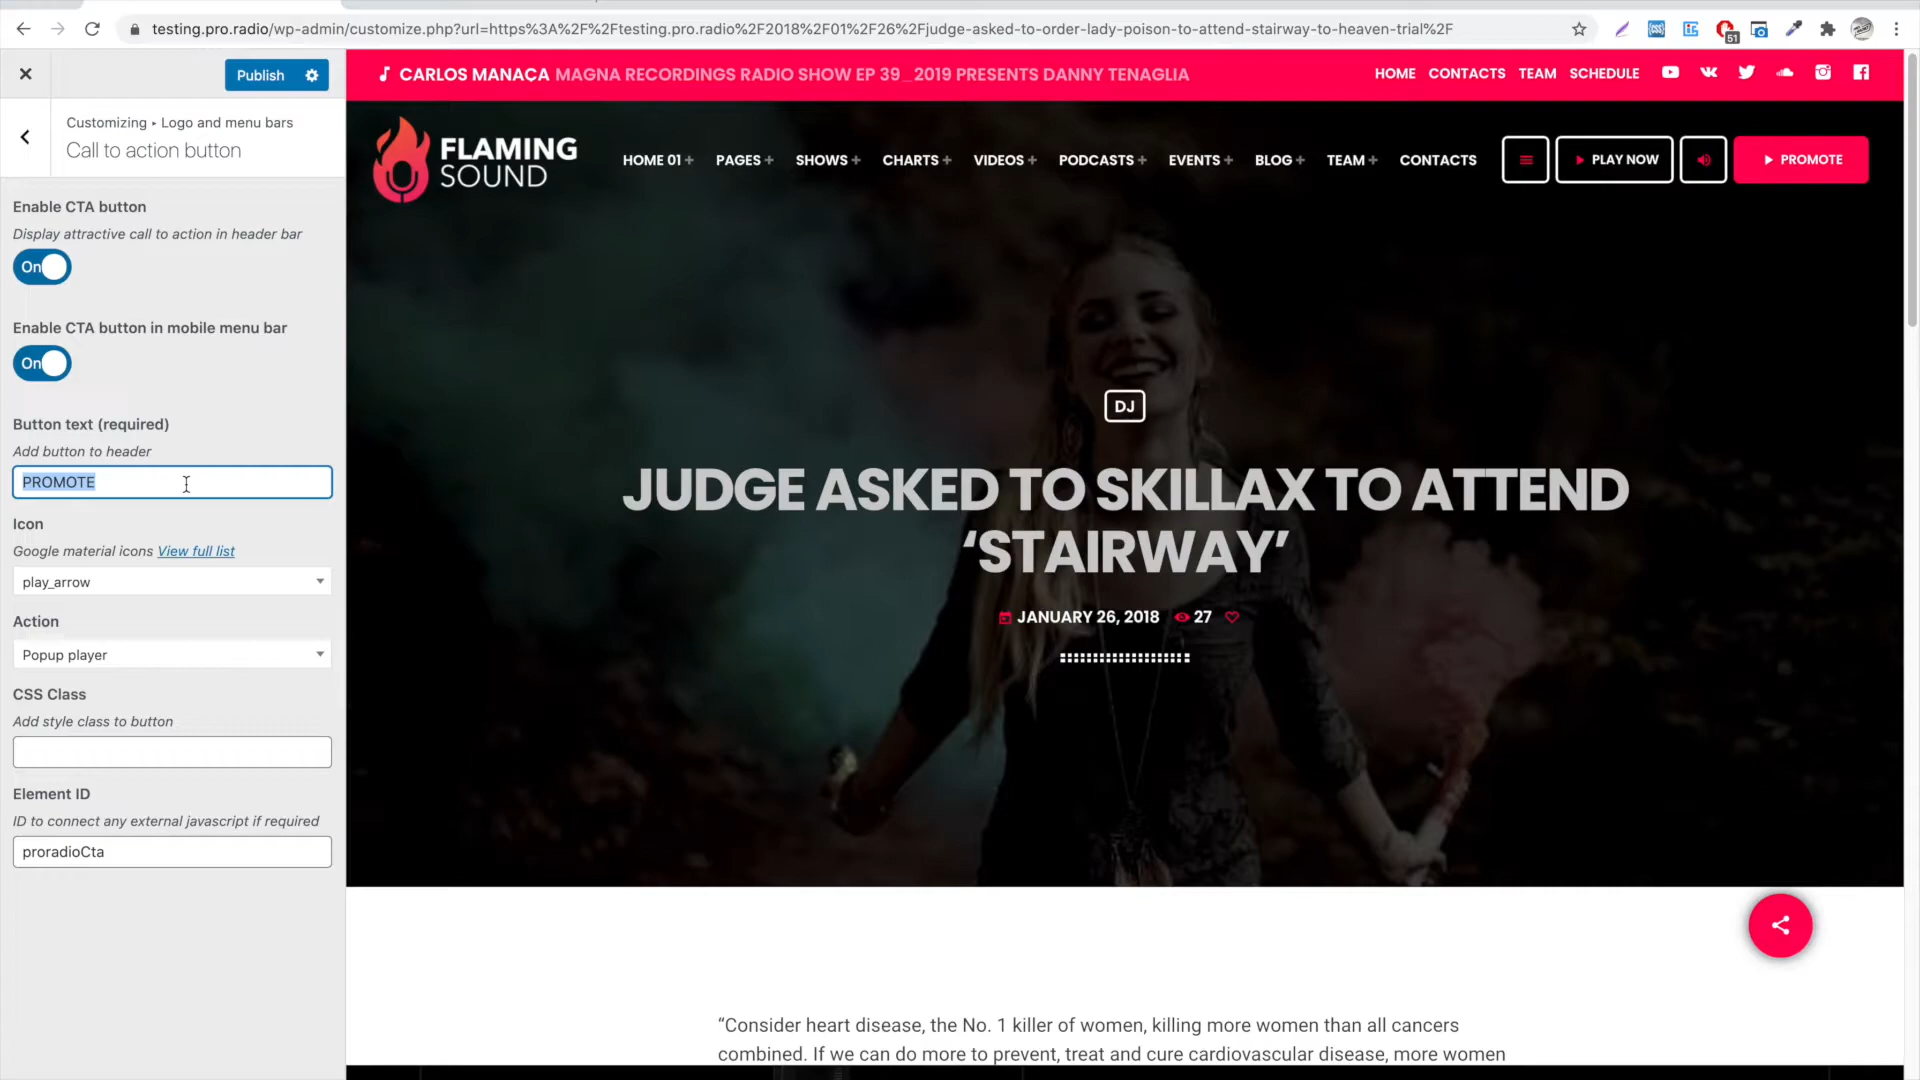 testing.pro.radio/wp-admin/customize.php?url=https%3A%2F%2Ftesting.pro.radio%2F2018%2F01%2F26%2Fjudge-asked-to-order-lady-poison-to-attend-stairway-to-heaven-trial%2F
51
Publish
Customizing ▸ Logo and menu bars
Call to action button
Enable CTA button
Display attractive call to action in header bar
On
Enable CTA button in mobile menu bar
On
Button text (required)
Add button to header
PROMOTE
Icon
Google material icons View full list
play_arrow
Action
Popup player
CSS Class
Add style class to button
Element ID
ID to connect any external javascript if required
proradioCta
CARLOS MANAÇA MAGNA RECORDINGS RADIO SHOW EP 39_2019 PRESENTS DANNY TENAGLIA
HOME CONTACTS TEAM SCHEDULE
FLAMING
SOUND
HOME 01+ PAGES+ SHOWS+ CHARTS+ VIDEOS+ PODCASTS+ EVENTS+ BLOG+ TEAM+ CONTACTS
PLAY NOW
PROMOTE
DJ
JUDGE ASKED TO SKILLAX TO ATTEND
‘STAIRWAY’
JANUARY 26, 2018 27
“Consider heart disease, the No. 1 killer of women, killing more women than all cancers
combined. If we can do more to prevent, treat and cure cardiovascular disease, more women